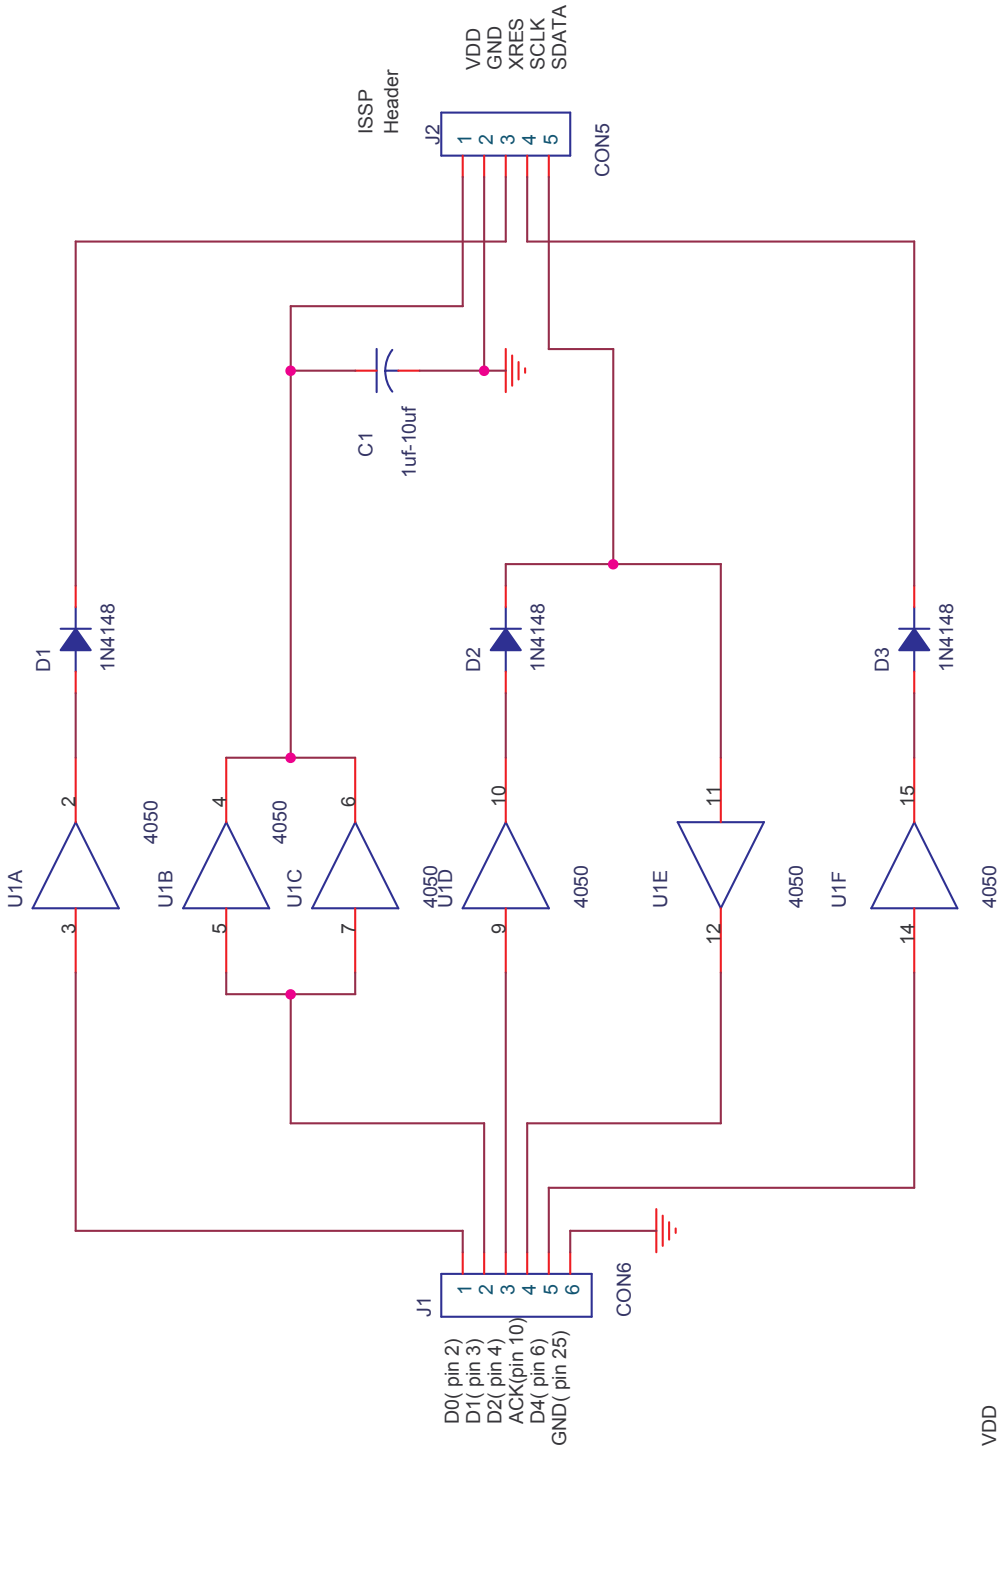 ISSP
Header
VDD
GND
XRES
SCLK
SDATA
J2
1
2
3
4
5
CON5
D1
1N4148
C1
1uf-10uf
D2
1N4148
D3
1N4148
U1A
3
2
4050
U1B
5
4
4050
U1C
7
6
4050
U1D
9
10
4050
U1E
12
11
4050
U1F
14
15
4050
J1
1
2
3
4
5
6
CON6
D0( pin 2)
D1( pin 3)
D2( pin 4)
ACK(pin 10)
D4( pin 6)
GND( pin 25)
VDD